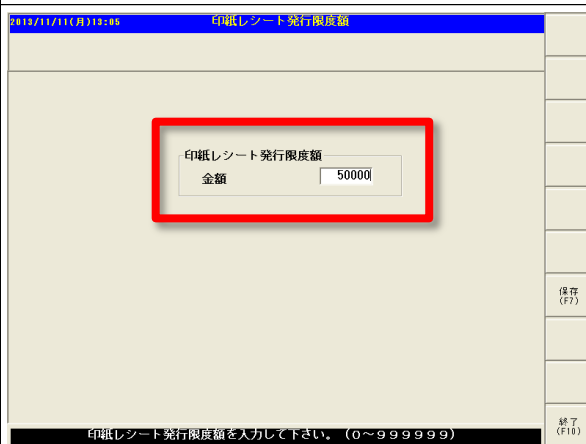 2013/11/11(月)13:05 印紙レシート発行限度額
印紙レシート発行限度額
金額 50000
保存
(F7)
終了
(F10)
印紙レシート発行限度額を入力して下さい。(0～999999)